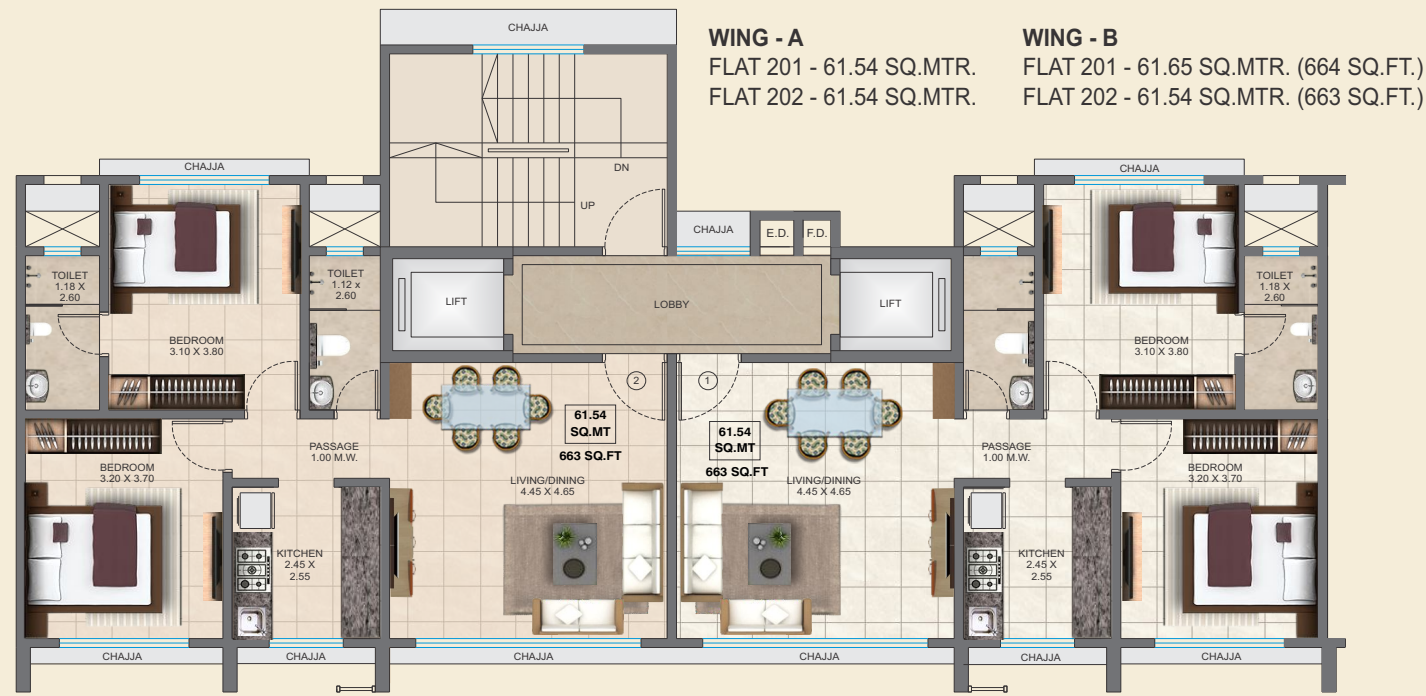 CHAJJA
WING - A
FLAT 201 - 61.54 SQ.MTR.
FLAT 202 - 61.54 SQ.MTR.
WING - B
FLAT 201 - 61.65 SQ.MTR. (664 SQ.FT.)
FLAT 202 - 61.54 SQ.MTR. (663 SQ.FT.)
DN
UP
CHAJJA
CHAJJA
CHAJJA
E.D.
F.D.
TOILET
1.18 X
2.60
TOILET
1.12 x
2.60
LIFT
LOBBY
LIFT
TOILET
1.18 X
2.60
BEDROOM
3.10 X 3.80
BEDROOM
3.10 X 3.80
2
1
61.54
SQ.MT
663 SQ.FT
61.54
SQ.MT
663 SQ.FT
PASSAGE
1.00 M.W.
PASSAGE
1.00 M.W.
BEDROOM
3.20 X 3.70
LIVING/DINING
4.45 X 4.65
LIVING/DINING
4.45 X 4.65
BEDROOM
3.20 X 3.70
KITCHEN
2.45 X
2.55
KITCHEN
2.45 X
2.55
CHAJJA
CHAJJA
CHAJJA
CHAJJA
CHAJJA
CHAJJA